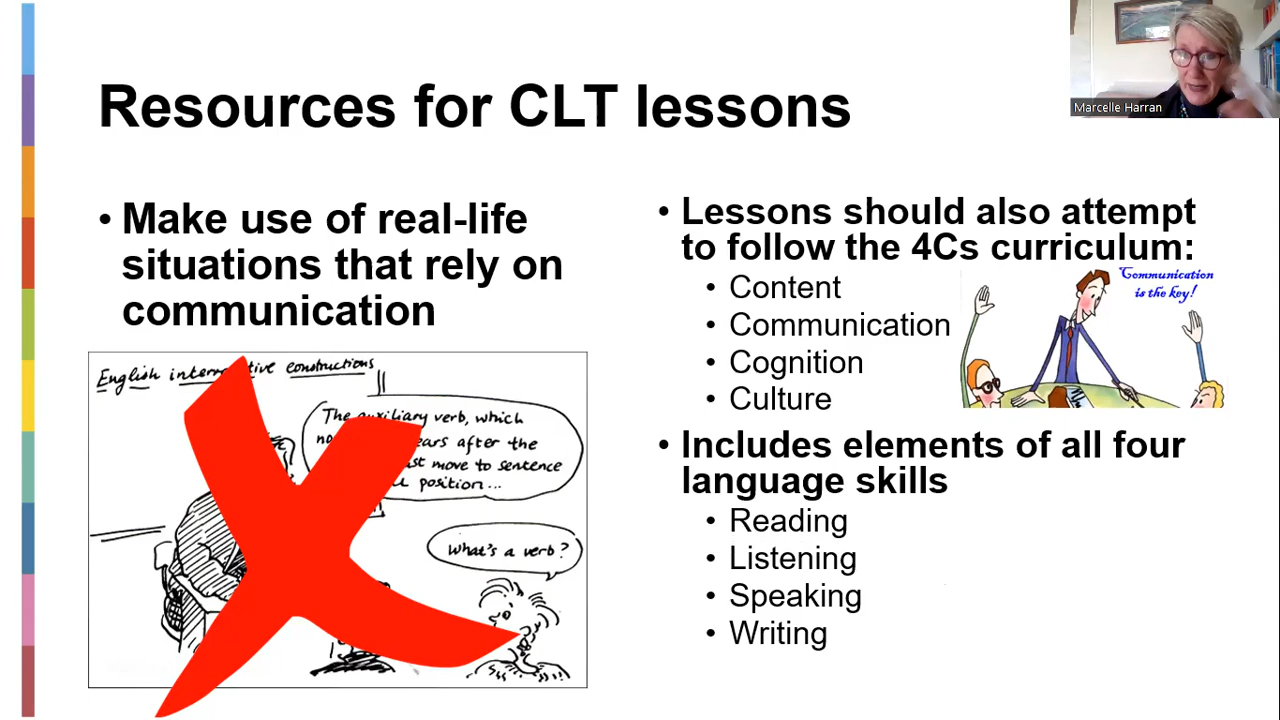 Resources for CLT lessons
Marcelle Harran
• Make use of real-life
situations that rely on
communication
English constructions
The auxiliary verb, which
after the
move to sentence
position...
What's a verb?
• Lessons should also attempt
to follow the 4Cs curriculum:
• Content
• Communication
• Cognition
• Culture
Communication
is the key!
• Includes elements of all four
language skills
• Reading
• Listening
• Speaking
• Writing